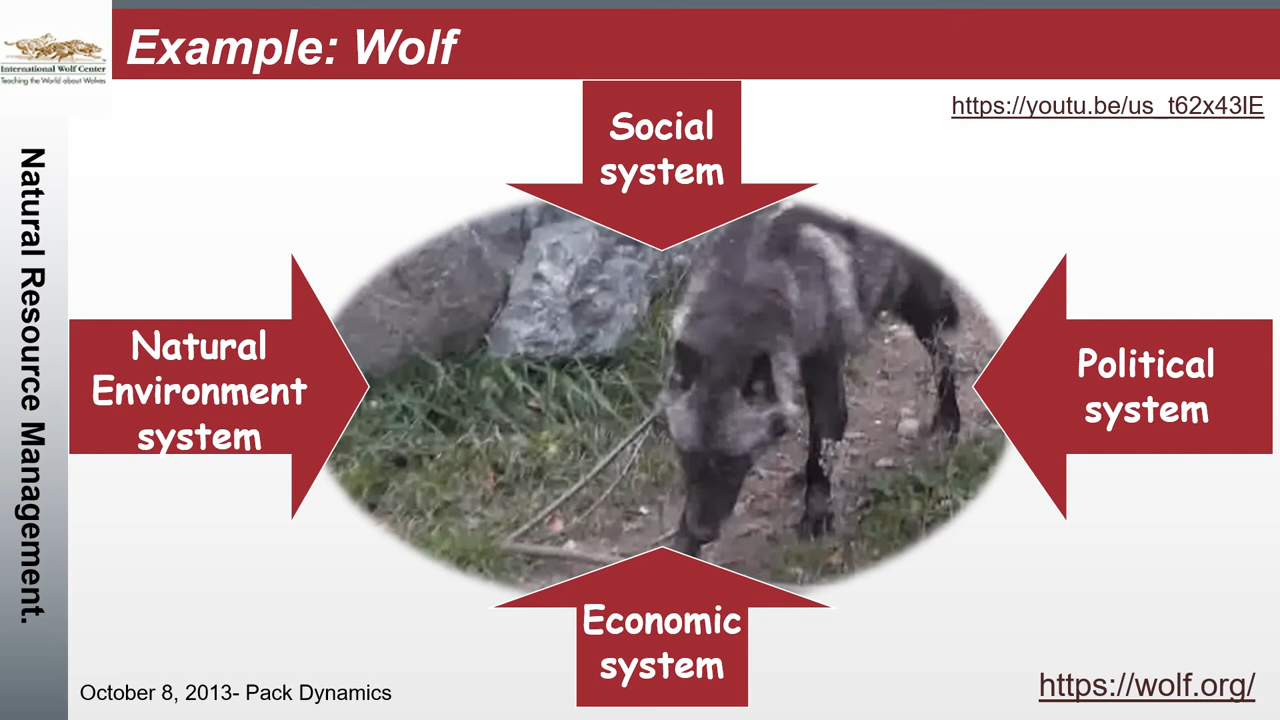 International Wolf Center
Teaching the World about Wolves
Example: Wolf
https://youtu.be/us_t62x43IE
Social
system
Natural Resource Management.
Natural
Environment
system
Political
system
Economic
system
October 8, 2013- Pack Dynamics
https://wolf.org/